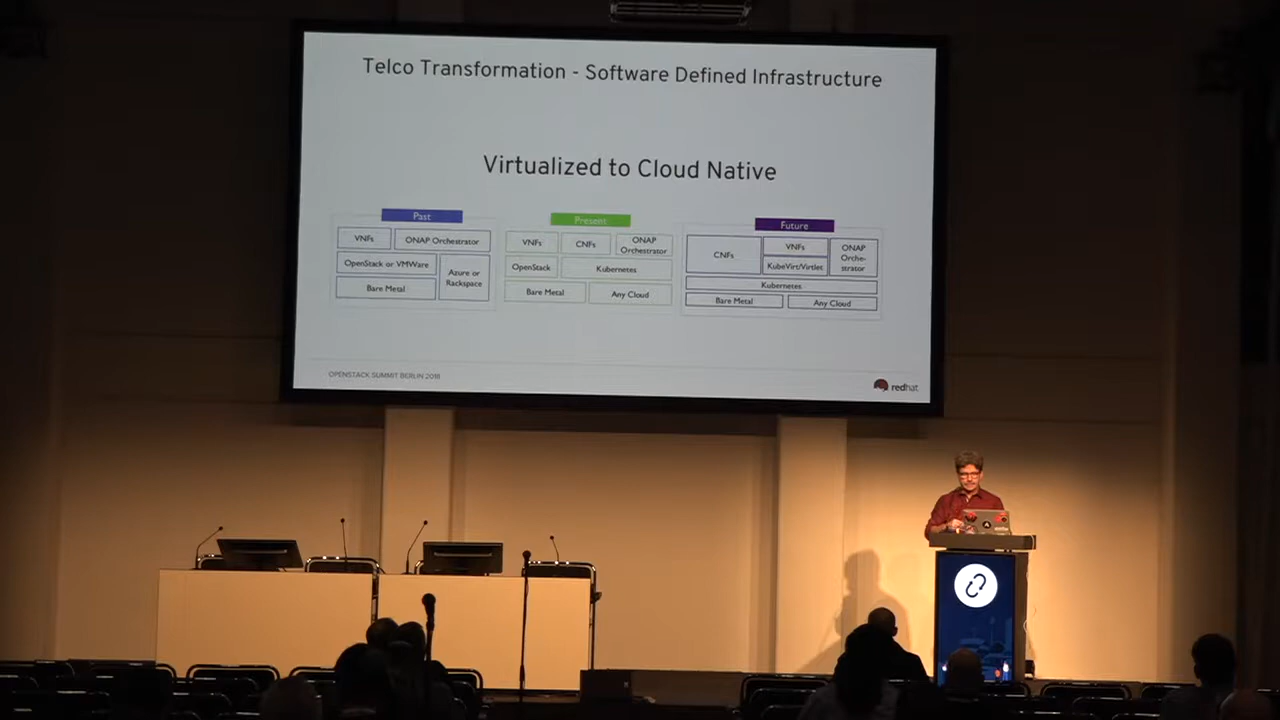 Telco Transformation - Software Defined Infrastructure
Virtualized to Cloud Native
Past
VNFs
ONAP Orchestrator
OpenStack or VMWare
Azure or
Rackspace
Bare Metal
Present
VNFs
CNFs
ONAP
Orchestrator
OpenStack
Kubernetes
Bare Metal
Any Cloud
Future
CNFs
VNFs
KubeVirt/Virtlet
ONAP
Orche-
strator
Kubernetes
Bare Metal
Any Cloud
OPENSTACK SUMMIT BERLIN 2018
redhat